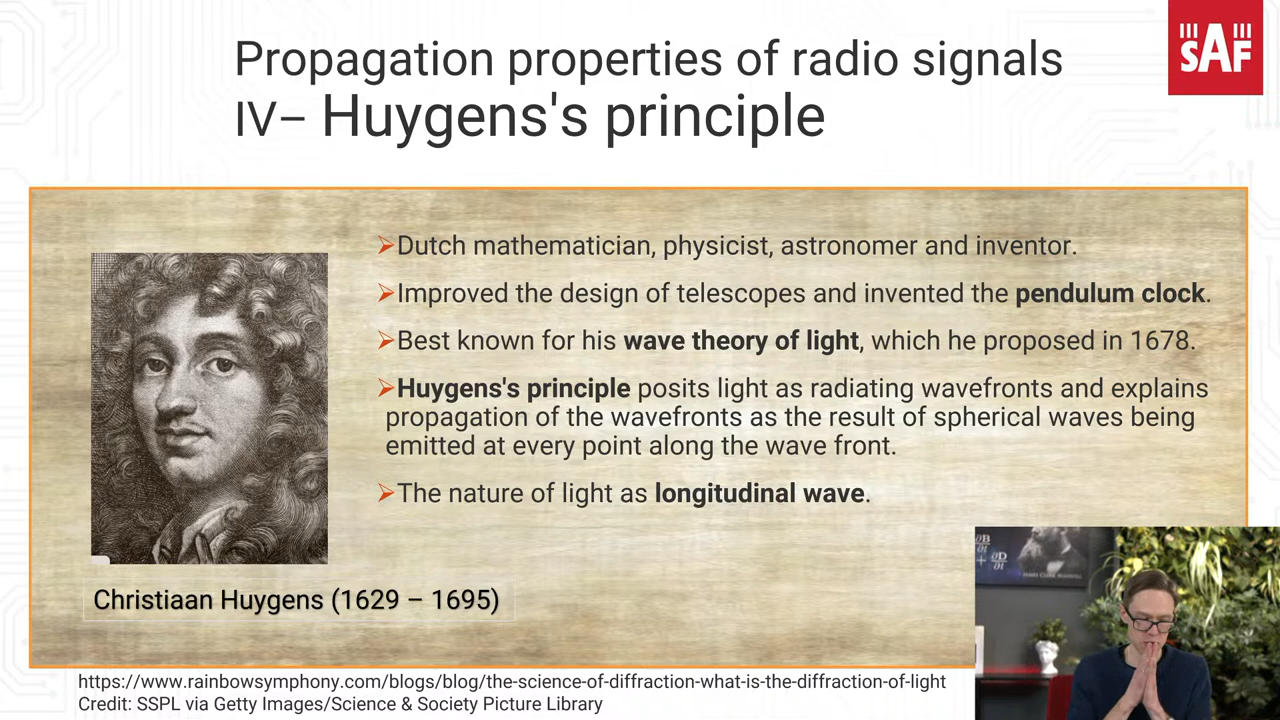 Propagation properties of radio signals
IV– Huygens's principle
SAF
➢Dutch mathematician, physicist, astronomer and inventor.
➢Improved the design of telescopes and invented the pendulum clock.
➢Best known for his wave theory of light, which he proposed in 1678.
➢Huygens's principle posits light as radiating wavefronts and explains
propagation of the wavefronts as the result of spherical waves being
emitted at every point along the wave front.
➢The nature of light as longitudinal wave.
Christiaan Huygens (1629 – 1695)
∂B
∂t
+ ∂D
∂t
JAMES CLERK MAXWELL
https://www.rainbowsymphony.com/blogs/blog/the-science-of-diffraction-what-is-the-diffraction-of-light
Credit: SSPL via Getty Images/Science & Society Picture Library